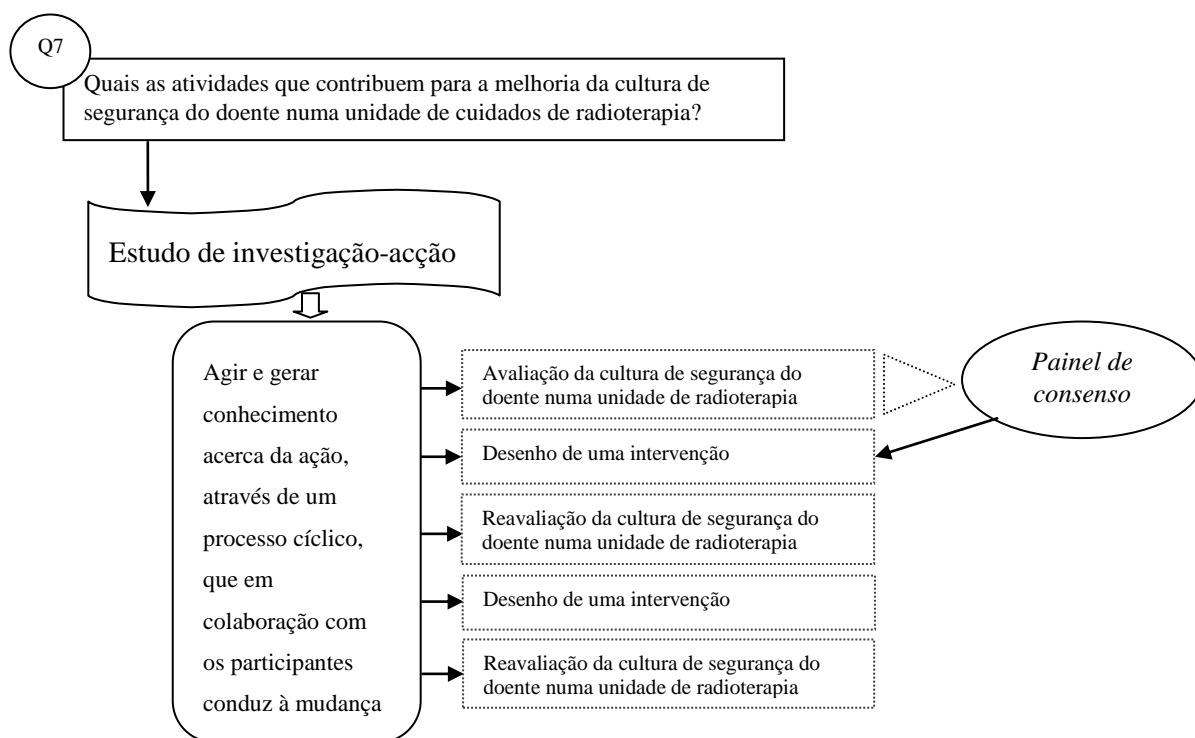 Q7
Quais as atividades que contribuem para a melhoria da cultura de
segurança do doente numa unidade de cuidados de radioterapia?
Estudo de investigação-acção
Agir e gerar
conhecimento
acerca da ação,
através de um
processo cíclico,
que em
colaboração com
os participantes
conduz à mudança
Avaliação da cultura de segurança do
doente numa unidade de radioterapia
Desenho de uma intervenção
Reavaliação da cultura de segurança do
doente numa unidade de radioterapia
Desenho de uma intervenção
Reavaliação da cultura de segurança do
doente numa unidade de radioterapia
Painel de
consenso